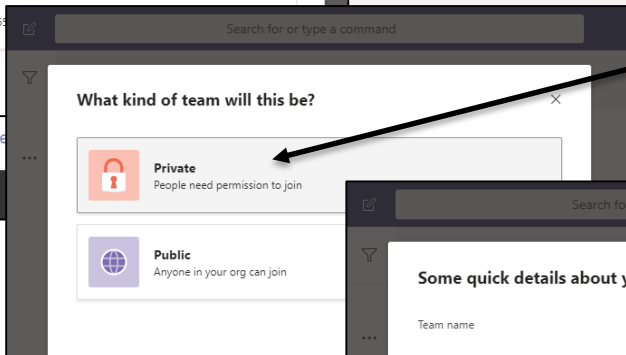 Search for or type a command
What kind of team will this be?
Private
People need permission to join
Public
Anyone in your org can join
Search fo
Some quick details about y
Team name